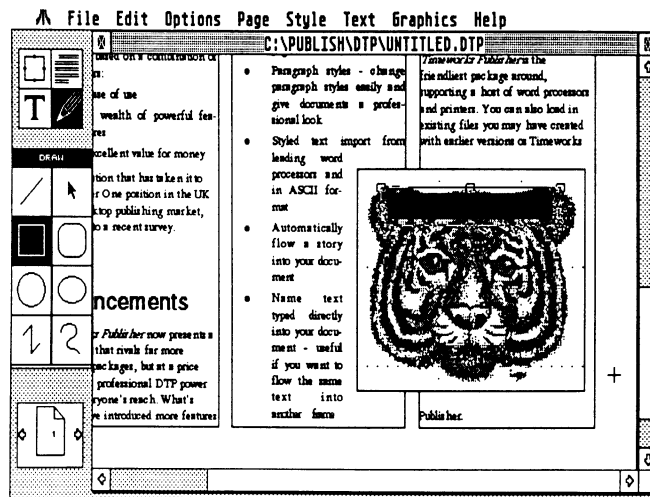 File Edit Options Page Style Text Graphics Help
C:\PUBLISH\DTP\UNTITLED.DTP
T
DRAW
1
based on a combination of
s:
ase of use
wealth of powerful fea-
res
xcellent value for money
ition that has taken it to
r One position in the UK
ktop publishing market,
to a recent survey.
ncements
s Publisher now presents a
that rivals far more
packages, but at a price
professional DTP power
ryone's reach. What's
ve introduced more features
• Paragraph styles - change
paragraph styles easily and
give documents a profes-
sional look
• Styled text import from
leading word
processors and
in ASCII for-
mat
• Automatically
flow a story
into your docu-
ment
• Name text
typed directly
into your docu-
ment - useful
if you want to
flow the same
text into
another frame
Timeworks Publisher is the
friendliest package around,
supporting a host of word processors
and printers. You can also load in
existing files you may have created
with earlier versions os Timeworks
Publisher.